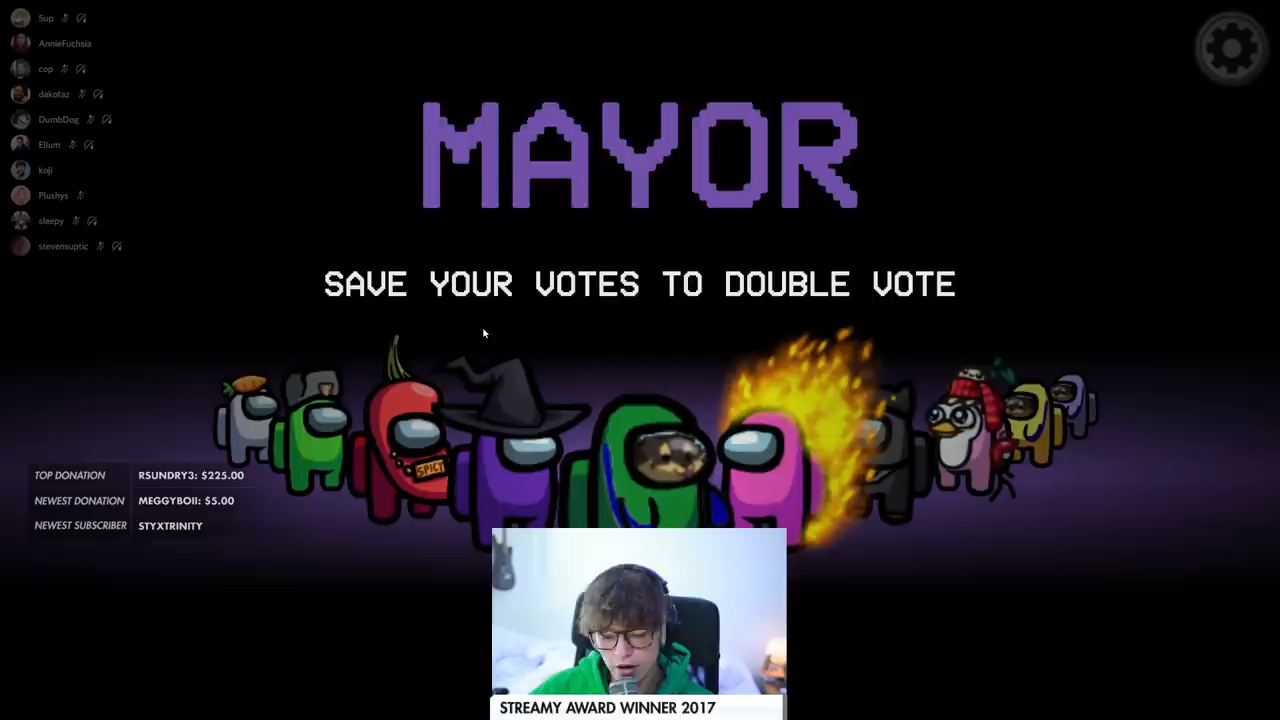 Sup
AnnieFuchsia
cop
dakotaz
DumbDog
Ellum
koji
Plushys
sleepy
stevensuptic
MAYOR
SAVE YOUR VOTES TO DOUBLE VOTE
SPICY
TOP DONATION RSUNDRY3: $225.00
NEWEST DONATION MEGGYBOII: $5.00
NEWEST SUBSCRIBER STYXTRINITY
STREAMY AWARD WINNER 2017